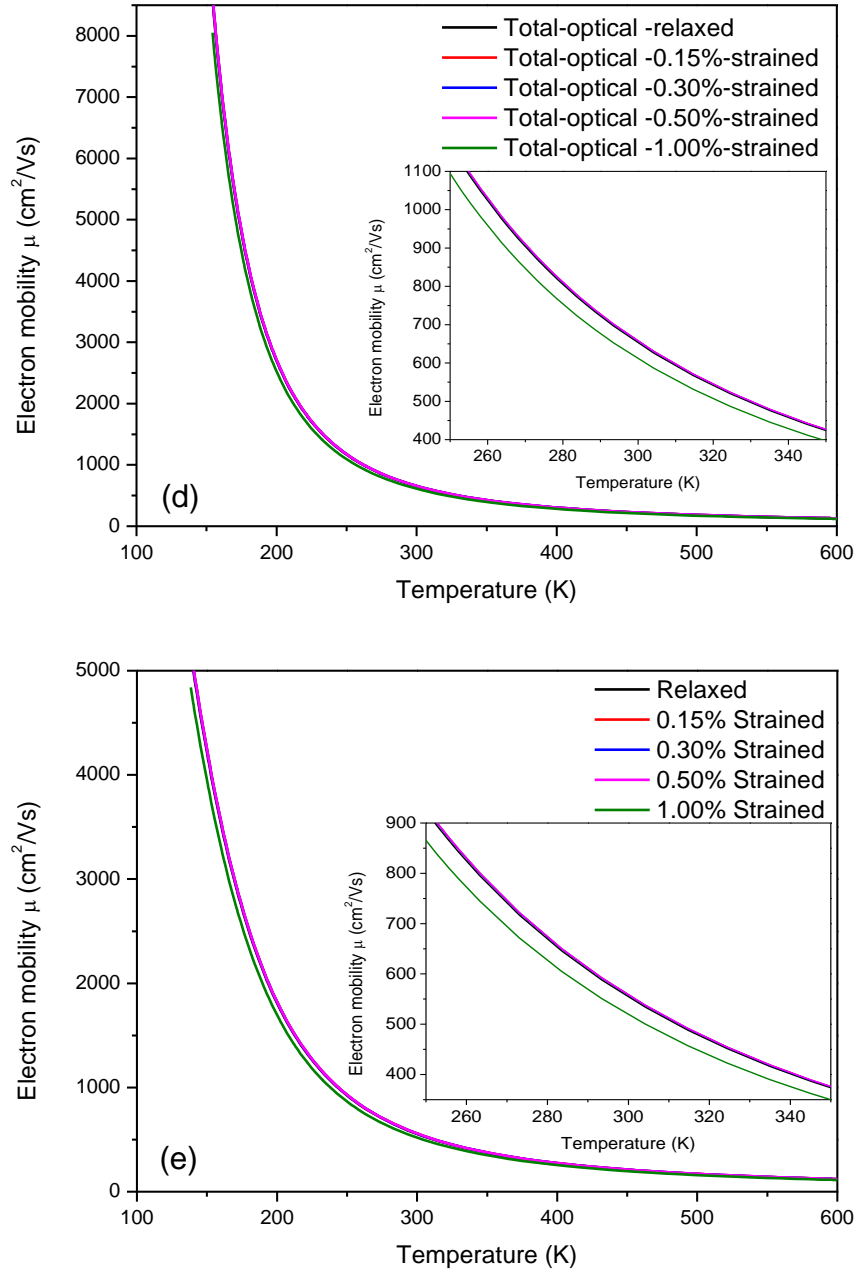 8000
7000
6000
5000
4000
3000
2000
1000
0
Electron mobility μ (cm²/Vs)
Total-optical -relaxed
Total-optical -0.15%-strained
Total-optical -0.30%-strained
Total-optical -0.50%-strained
Total-optical -1.00%-strained
1100
1000
900
800
700
600
500
400
Electron mobility μ (cm²/Vs)
260 280 300 320 340
Temperature (K)
(d)
100 200 300 400 500 600
Temperature (K)
5000
4000
3000
2000
1000
0
Electron mobility μ (cm²/Vs)
Relaxed
0.15% Strained
0.30% Strained
0.50% Strained
1.00% Strained
900
800
700
600
500
400
Electron mobility μ (cm²/Vs)
260 280 300 320 340
Temperature (K)
(e)
100 200 300 400 500 600
Temperature (K)